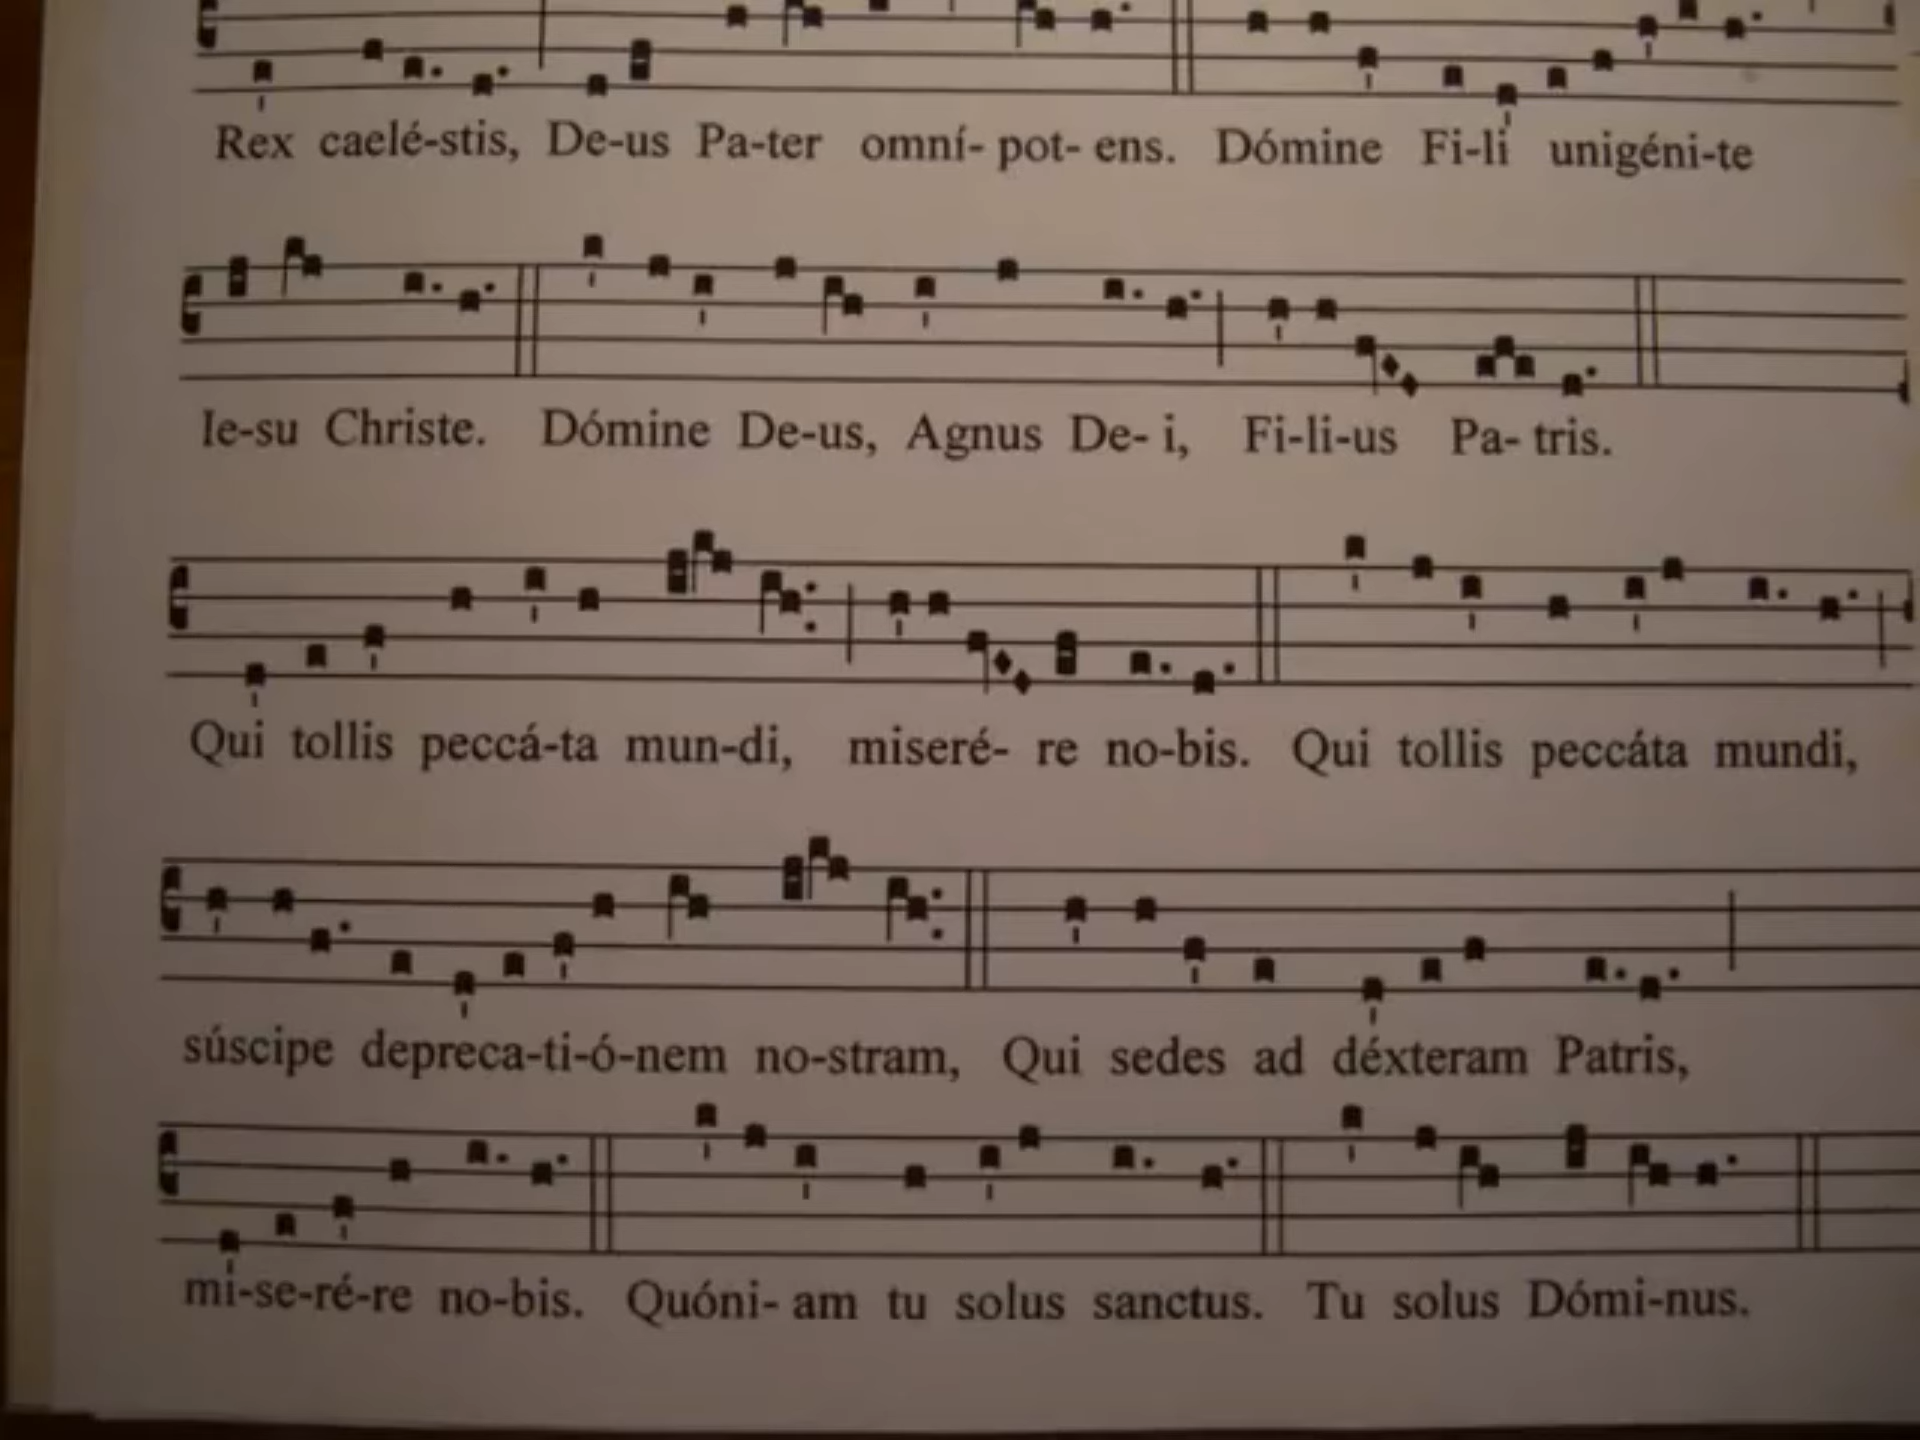 Rex caelé-stis, De-us Pa-ter omní- pot- ens. Dómine Fi-li unigéni-te
Ie-su Christe. Dómine De-us, Agnus De- i, Fi-li-us Pa- tris.
Qui tollis peccá-ta mun-di, miseré- re no-bis. Qui tollis peccáta mundi,
súscipe depreca-ti-ó-nem no-stram, Qui sedes ad déxteram Patris,
mi-se-ré-re no-bis. Quóni- am tu solus sanctus. Tu solus Dómi-nus.